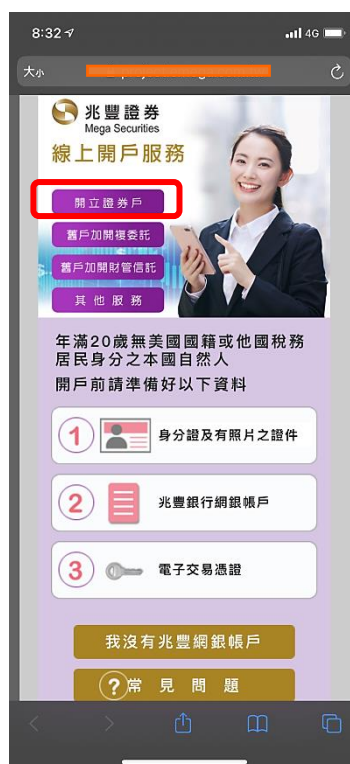 8:32
4G
大小
兆豐證券
Mega Securities
線上開戶服務
開立證券戶
舊戶加開複委託
舊戶加開財管信託
其他服務
年滿20歲無美國國籍或他國稅務
居民身分之本國自然人
開戶前請準備好以下資料
1
身分證及有照片之證件
2
兆豐銀行網銀帳戶
3
電子交易憑證
我沒有兆豐網銀帳戶
?常見問題